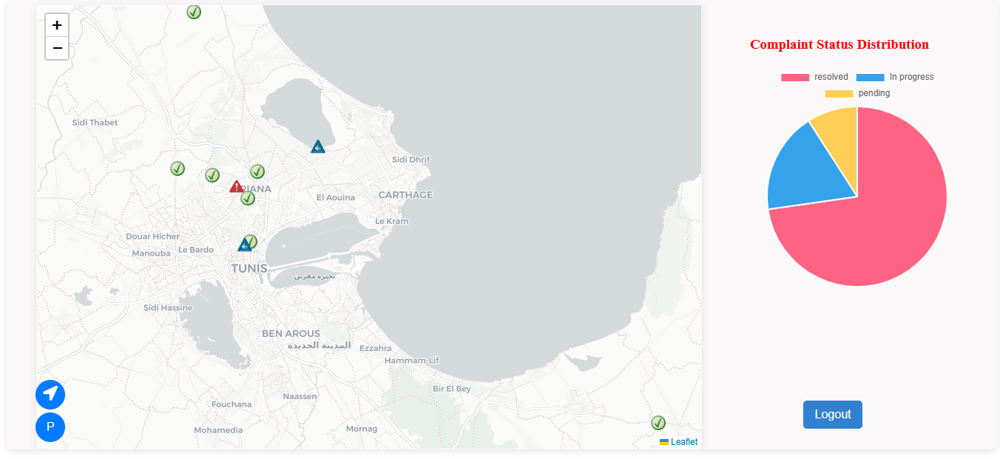 +
−
Sidi Thabet
Sidi Dhrif
ARIANA
El Aouina
CARTHAGE
Le Kram
Douar Hicher
Le Bardo
Manouba
TUNIS
بحيرة مقرين
Sidi Hassine
BEN AROUS
المدينة الجديدة
Ezzahra
Hammam-Lif
Bir El Bey
Naassen
Fouchana
Mohamedia
Mornag
P
Leaflet
Complaint Status Distribution
resolved In progress
pending
Logout